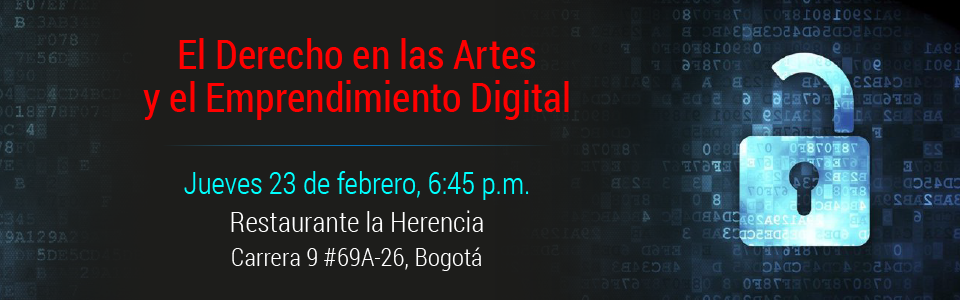 El Derecho en las Artes
y el Emprendimiento Digital
Jueves 23 de febrero, 6:45 p.m.
Restaurante la Herencia
Carrera 9 #69A-26, Bogotá